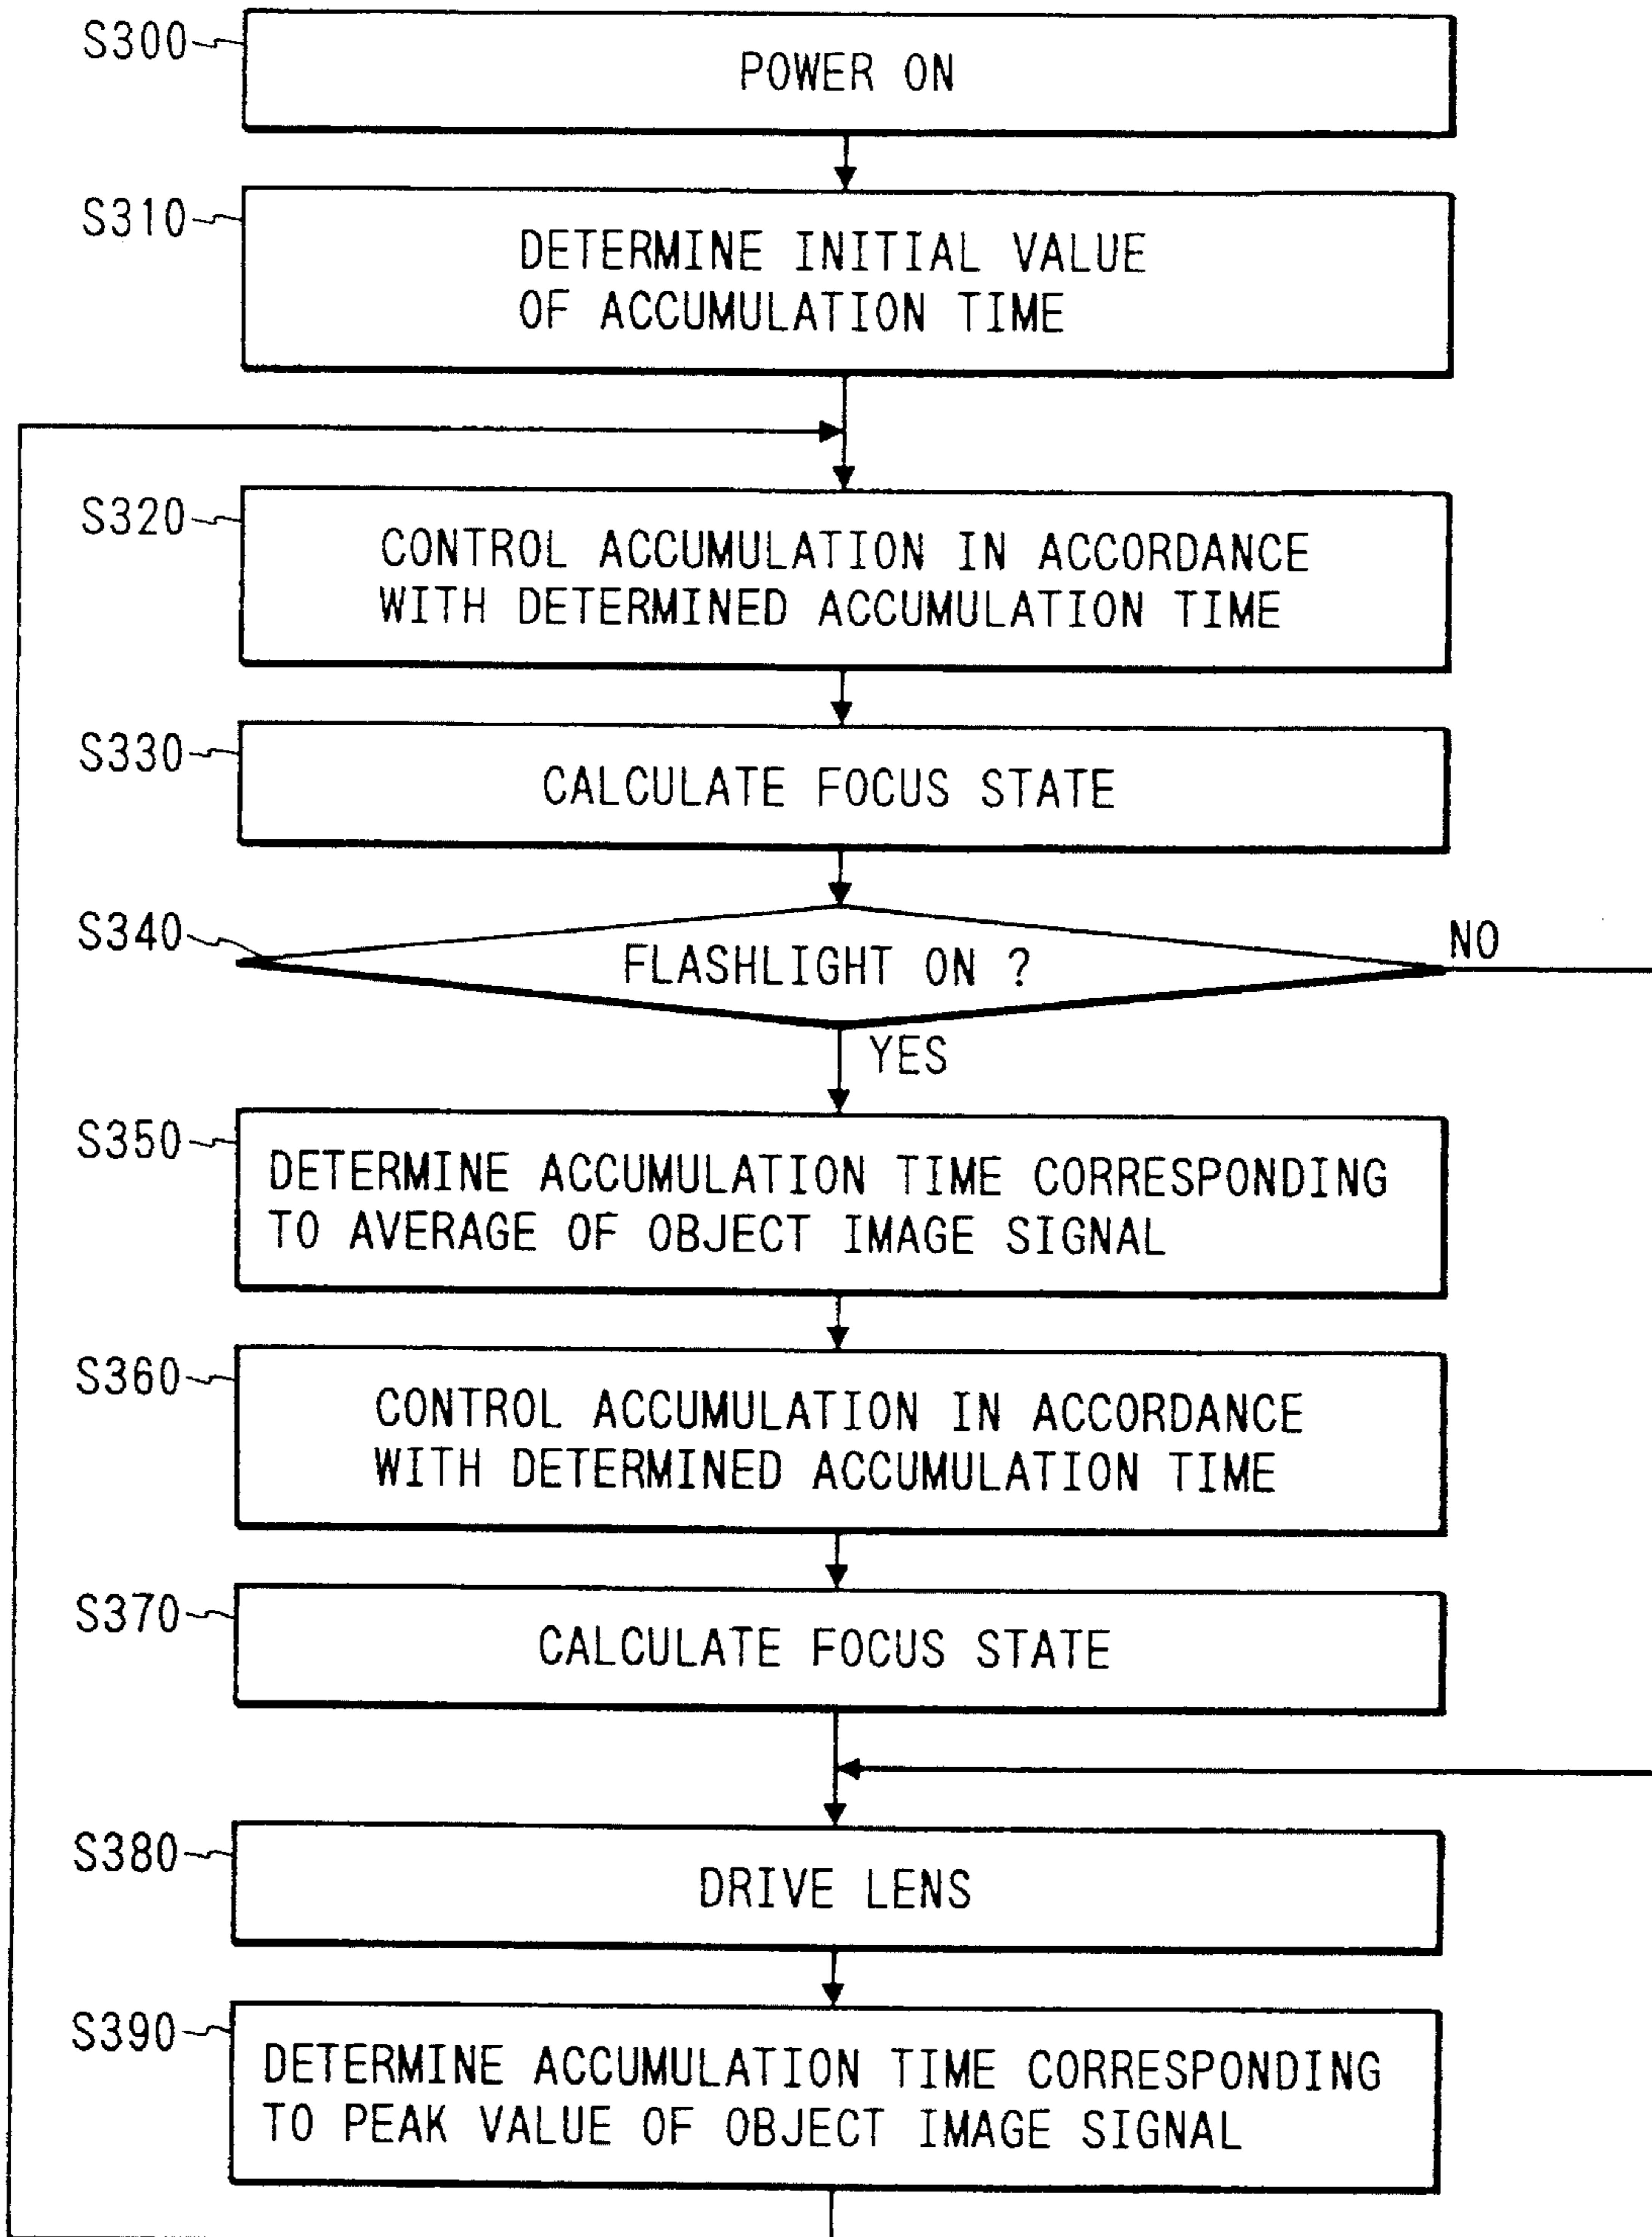 S300
POWER ON
S310
DETERMINE INITIAL VALUE
OF ACCUMULATION TIME
S320
CONTROL ACCUMULATION IN ACCORDANCE
WITH DETERMINED ACCUMULATION TIME
S330
CALCULATE FOCUS STATE
S340
FLASHLIGHT ON ?
NO
YES
S350
DETERMINE ACCUMULATION TIME CORRESPONDING
TO AVERAGE OF OBJECT IMAGE SIGNAL
S360
CONTROL ACCUMULATION IN ACCORDANCE
WITH DETERMINED ACCUMULATION TIME
S370
CALCULATE FOCUS STATE
S380
DRIVE LENS
S390
DETERMINE ACCUMULATION TIME CORRESPONDING
TO PEAK VALUE OF OBJECT IMAGE SIGNAL